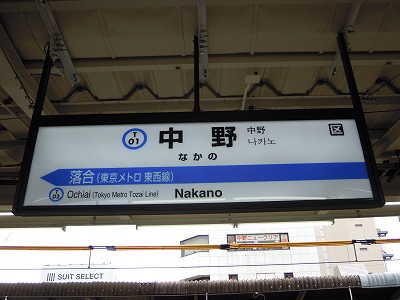 T
01
中野
中野
나카노
区
なかの
落合(東京メトロ 東西線)
T
02
Ochiai (Tokyo Metro Tozai Line)
Nakano
SUIT SELECT